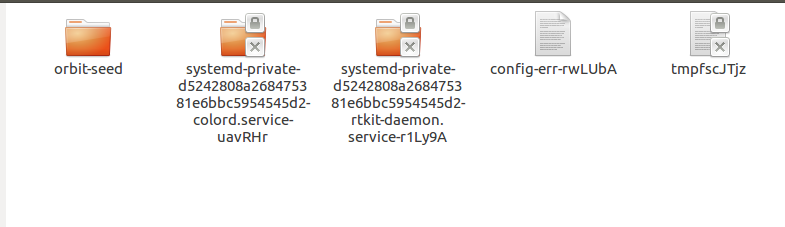 orbit-seed
systemd-private-
d5242808a2684753
81e6bbc5954545d2-
colord.service-
uavRHr
systemd-private-
d5242808a2684753
81e6bbc5954545d2-
rtkit-daemon.
service-r1Ly9A
config-err-rwLUbA
tmpfscJTjz